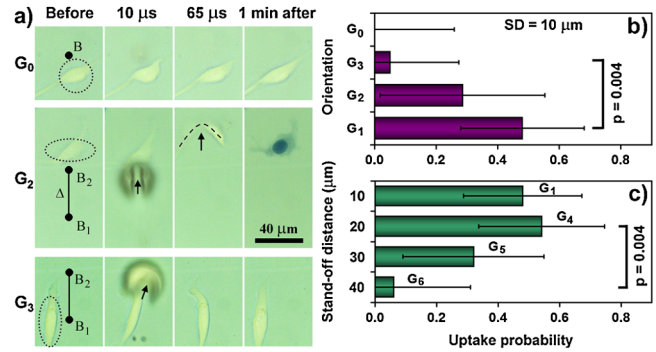 a) Before 10 μs 65 μs 1 min after
G0
B
G2
B2
Δ
B1
40 μm
G3
B2
B1
b)
SD = 10 μm
Orientation
G0
G3
G2
G1
p = 0.004
0.0 0.2 0.4 0.6 0.8
c)
Stand-off distance (μm)
10 G1
20 G4
30 G5
40 G6
p = 0.004
0.0 0.2 0.4 0.6 0.8
Uptake probability